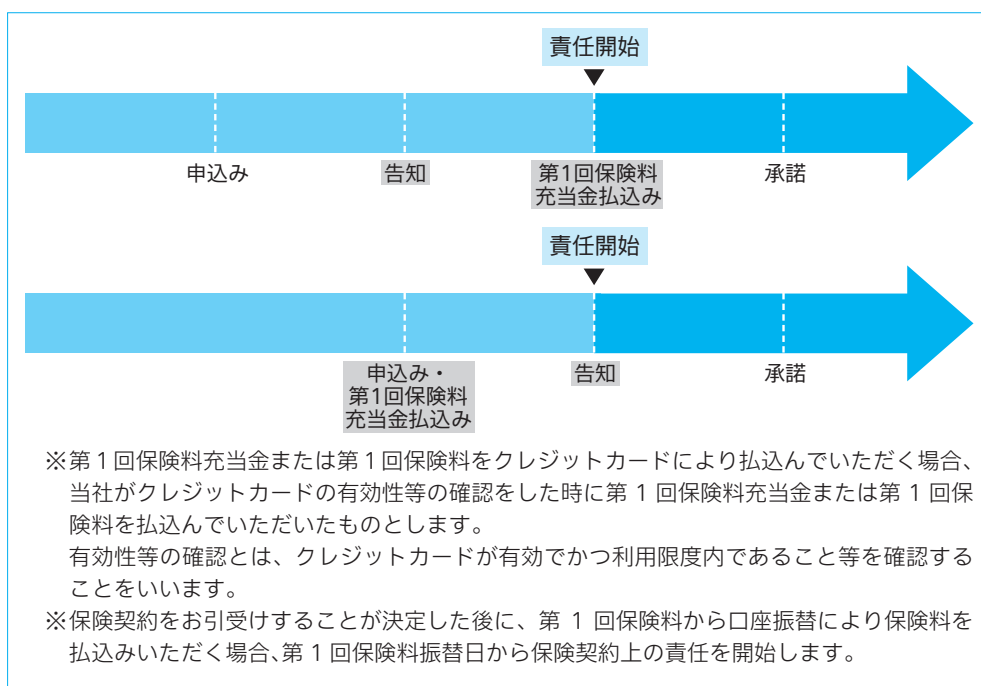 責任開始
申込み
告知
第1回保険料
充当金払込み
承諾
責任開始
申込み・
第1回保険料
充当金払込み
告知
承諾
※第1回保険料充当金または第1回保険料をクレジットカードにより払込んでいただく場合、
当社がクレジットカードの有効性等の確認をした時に第 1 回保険料充当金または第 1 回保
険料を払込んでいただいたものとします。
有効性等の確認とは、クレジットカードが有効でかつ利用限度内であること等を確認する
ことをいいます。
※保険契約をお引受けすることが決定した後に、第 1 回保険料から口座振替により保険料を
払込みいただく場合、第 1 回保険料振替日から保険契約上の責任を開始します。